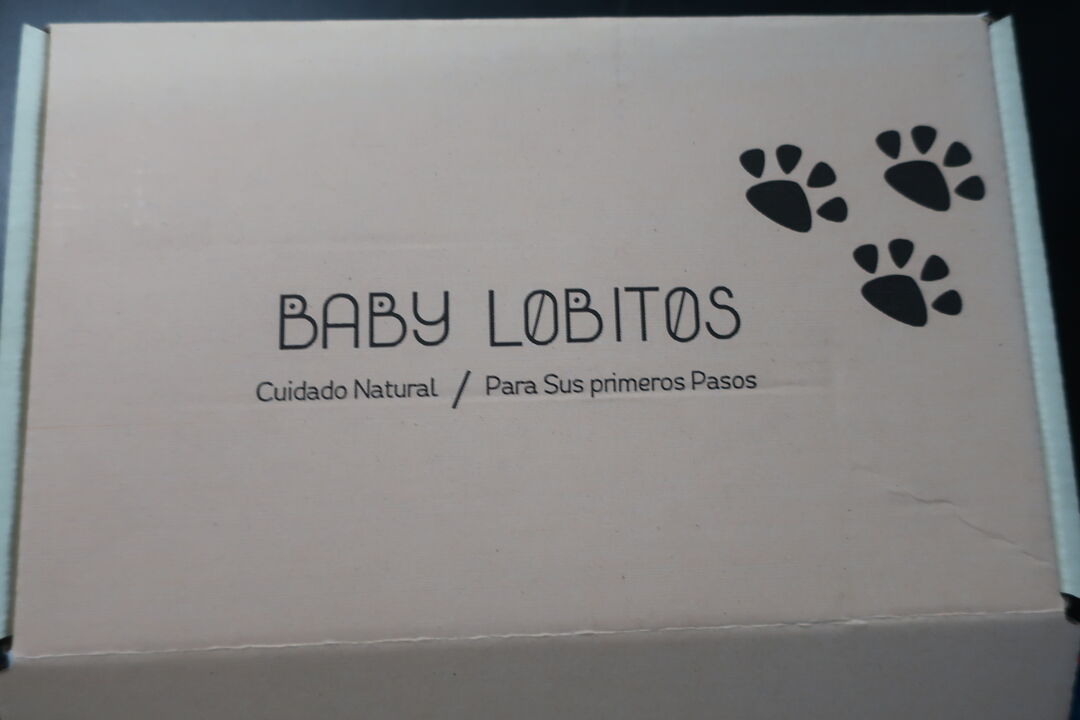 BABY LOBITOS
Cuidado Natural / Para Sus primeros Pasos